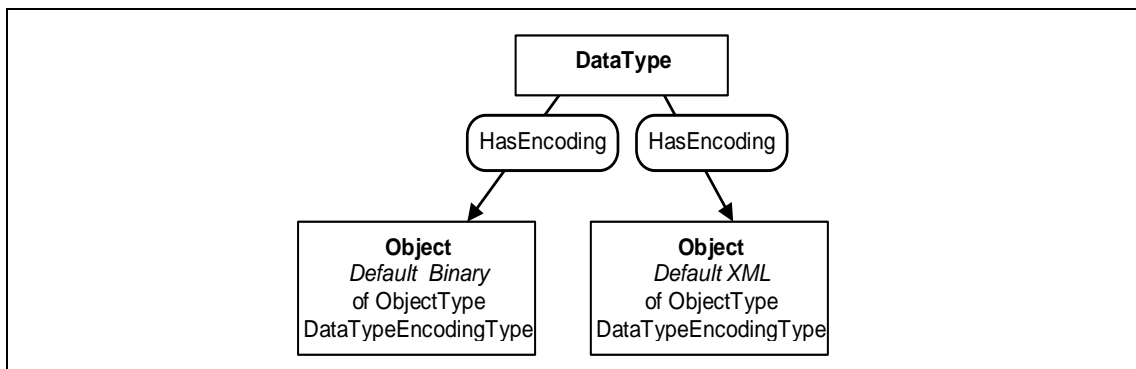 DataType
HasEncoding
HasEncoding
Object
Default Binary
of ObjectType
DataTypeEncodingType
Object
Default XML
of ObjectType
DataTypeEncodingType